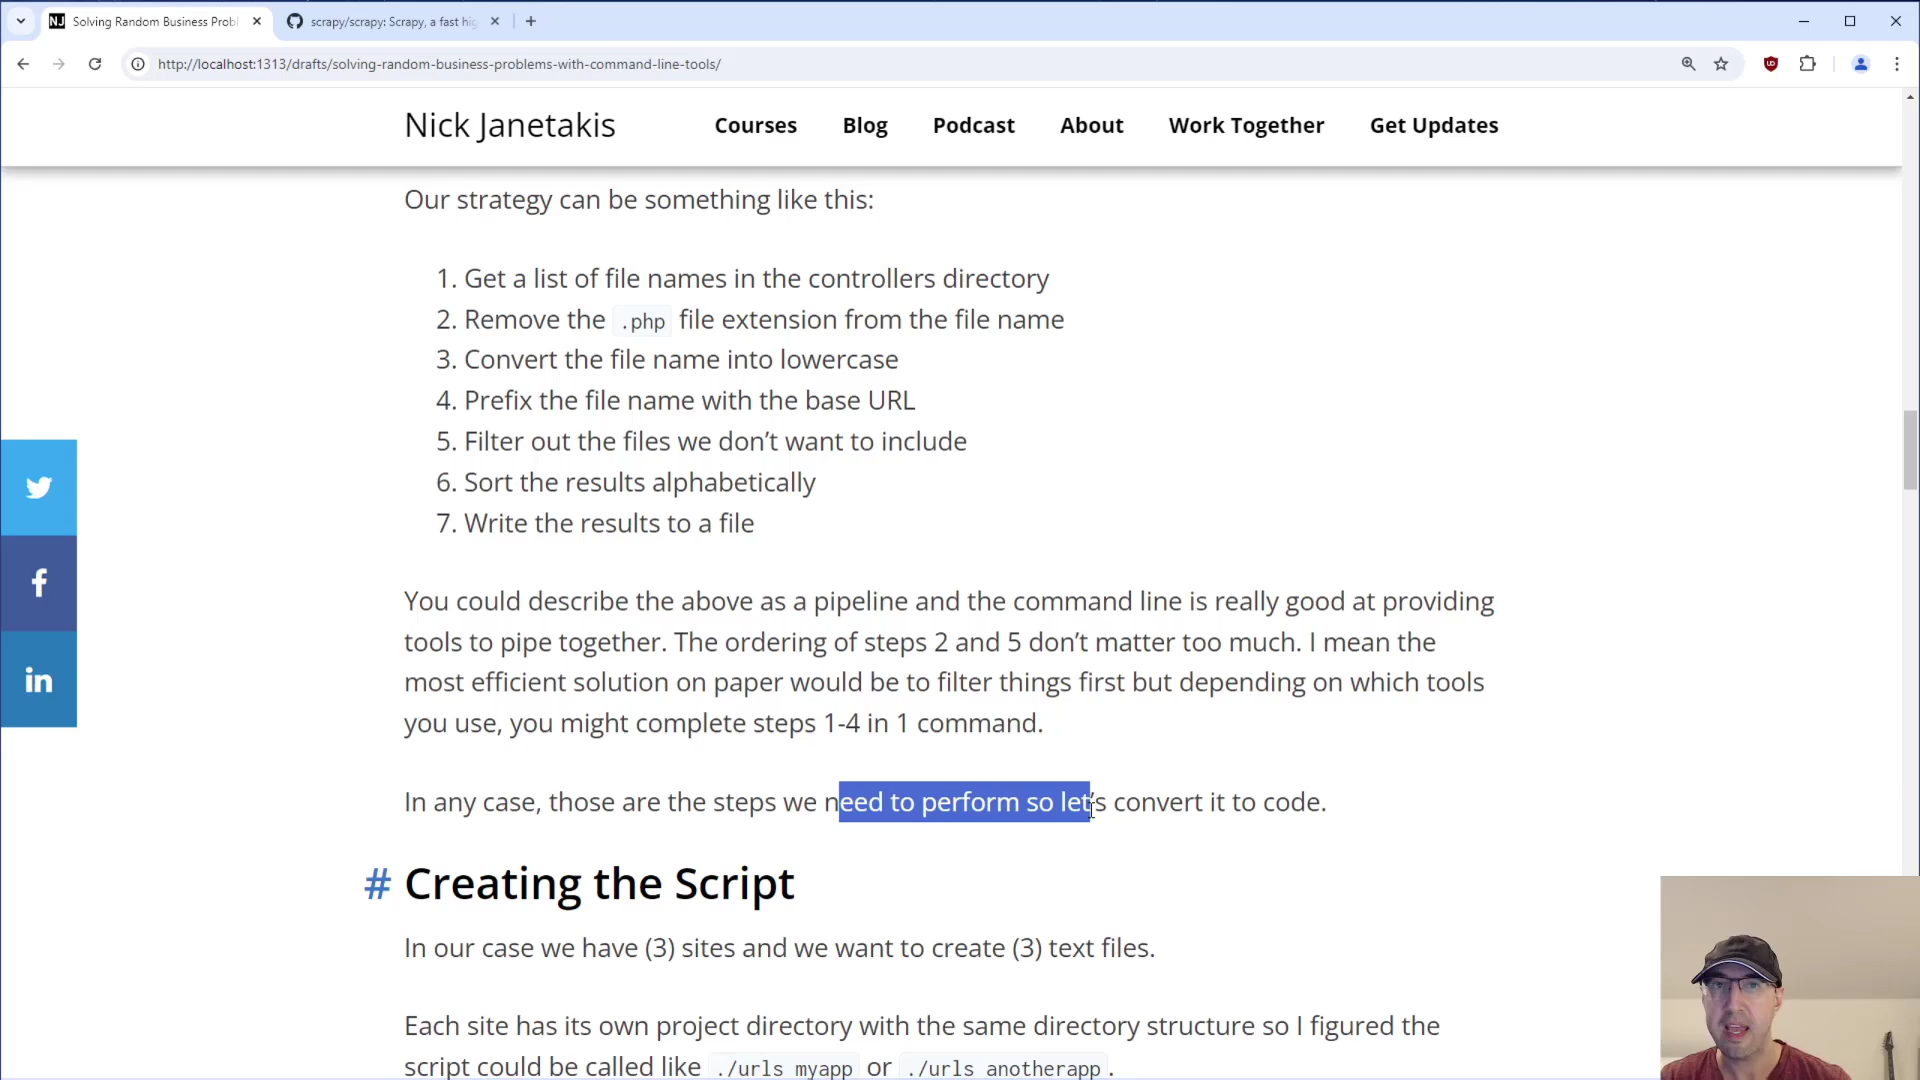 NJ Solving Random Business Probl
scrapy/scrapy: Scrapy, a fast hig
http://localhost:1313/drafts/solving-random-business-problems-with-command-line-tools/
Nick Janetakis
Courses
Blog
Podcast
About
Work Together
Get Updates
Our strategy can be something like this:
1. Get a list of file names in the controllers directory
2. Remove the .php file extension from the file name
3. Convert the file name into lowercase
4. Prefix the file name with the base URL
5. Filter out the files we don’t want to include
6. Sort the results alphabetically
7. Write the results to a file
You could describe the above as a pipeline and the command line is really good at providing
tools to pipe together. The ordering of steps 2 and 5 don’t matter too much. I mean the
most efficient solution on paper would be to filter things first but depending on which tools
you use, you might complete steps 1-4 in 1 command.
In any case, those are the steps we need to perform so let’s convert it to code.
# Creating the Script
In our case we have (3) sites and we want to create (3) text files.
Each site has its own project directory with the same directory structure so I figured the
script could be called like ./urls myapp or ./urls anotherapp.